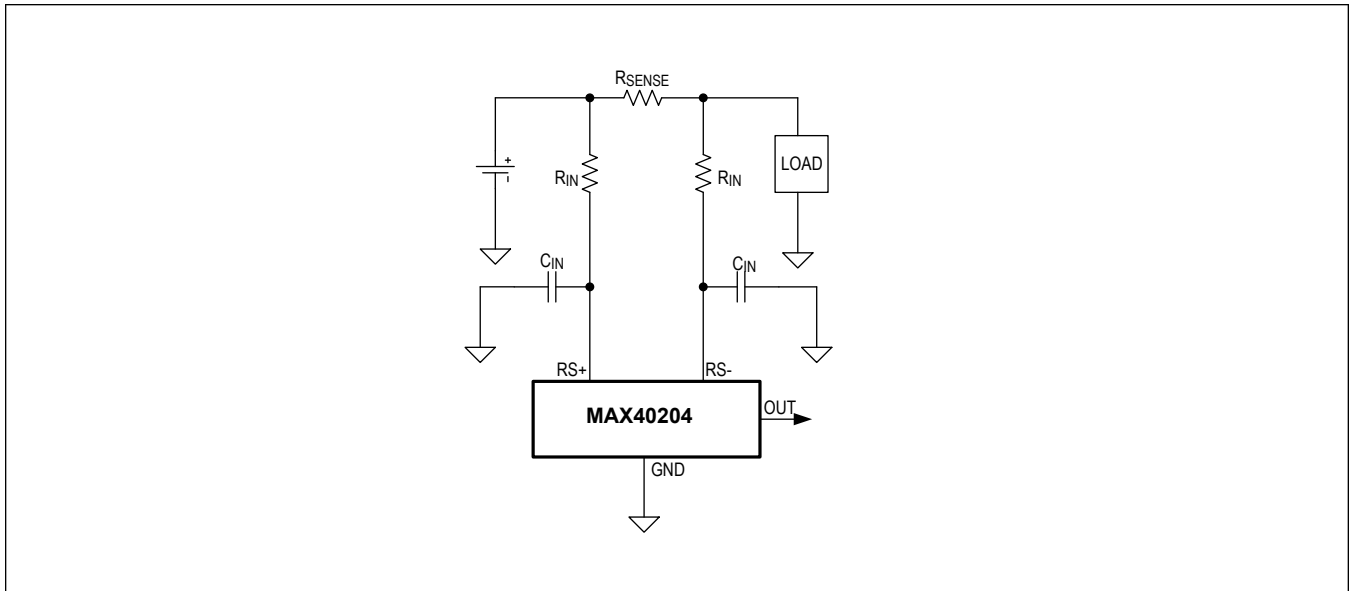 RSENSE
+
-
RIN
RIN
LOAD
CIN
CIN
RS+
RS-
MAX40204
OUT
GND